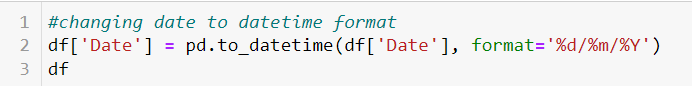 1 #changing date to datetime format
2 df['Date'] = pd.to_datetime(df['Date'], format='%d/%m/%Y')
3 df